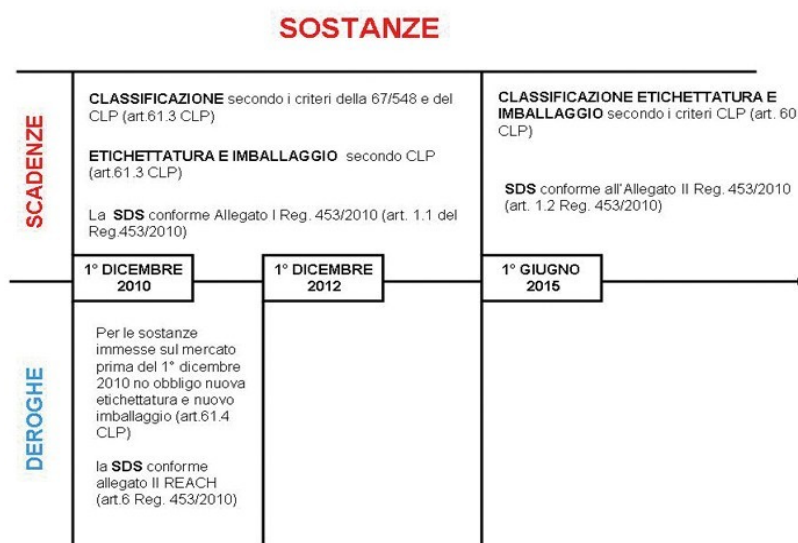 SOSTANZE
SCADENZE
CLASSIFICAZIONE secondo i criteri della 67/548 e del
CLP (art.61.3 CLP)
ETICHETTATURA E IMBALLAGGIO secondo CLP
(art.61.3 CLP)
La SDS conforme Allegato I Reg. 453/2010 (art. 1.1 del
Reg.453/2010)
CLASSIFICAZIONE ETICHETTATURA E
IMBALLAGGIO secondo i criteri CLP (art. 60
CLP)
SDS conforme all'Allegato II Reg. 453/2010
(art. 1.2 Reg. 453/2010)
1° DICEMBRE
2010
1° DICEMBRE
2012
1° GIUGNO
2015
DEROGHE
Per le sostanze
immesse sul mercato
prima del 1° dicembre
2010 no obbligo nuova
etichettatura e nuovo
imballaggio (art.61.4
CLP)
la SDS conforme
allegato II REACH
(art.6 Reg. 453/2010)